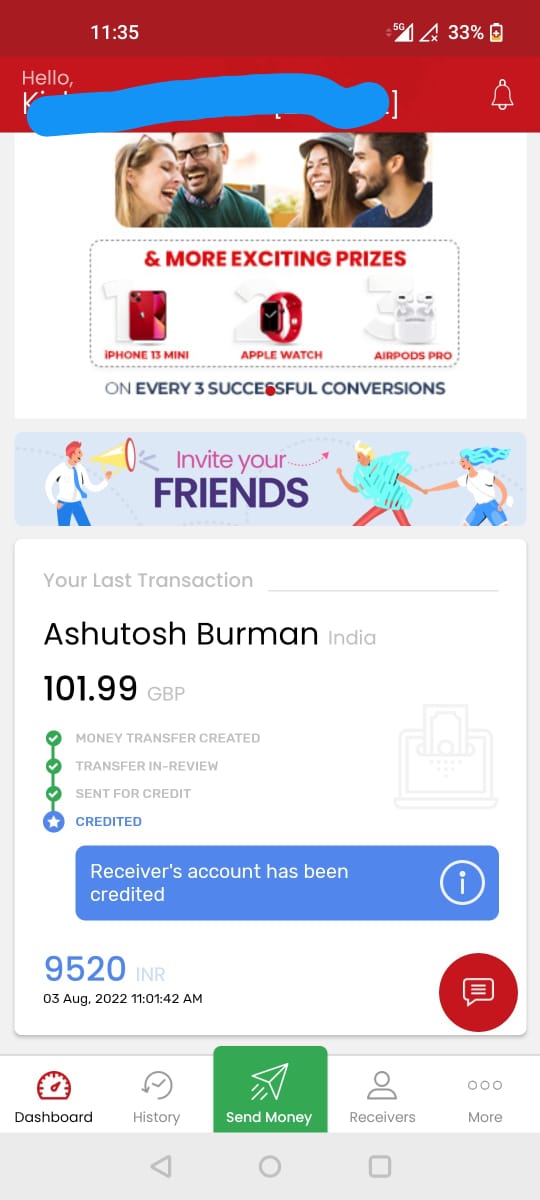 11:35
5G
33%
Hello,
& MORE EXCITING PRIZES
1 2 3
iPHONE 13 MINI APPLE WATCH AIRPODS PRO
ON EVERY 3 SUCCESSFUL CONVERSIONS
Invite your
FRIENDS
Your Last Transaction
Ashutosh Burman India
101.99 GBP
MONEY TRANSFER CREATED
TRANSFER IN-REVIEW
SENT FOR CREDIT
CREDITED
Receiver's account has been
credited
9520 INR
03 Aug, 2022 11:01:42 AM
Dashboard History Send Money Receivers More